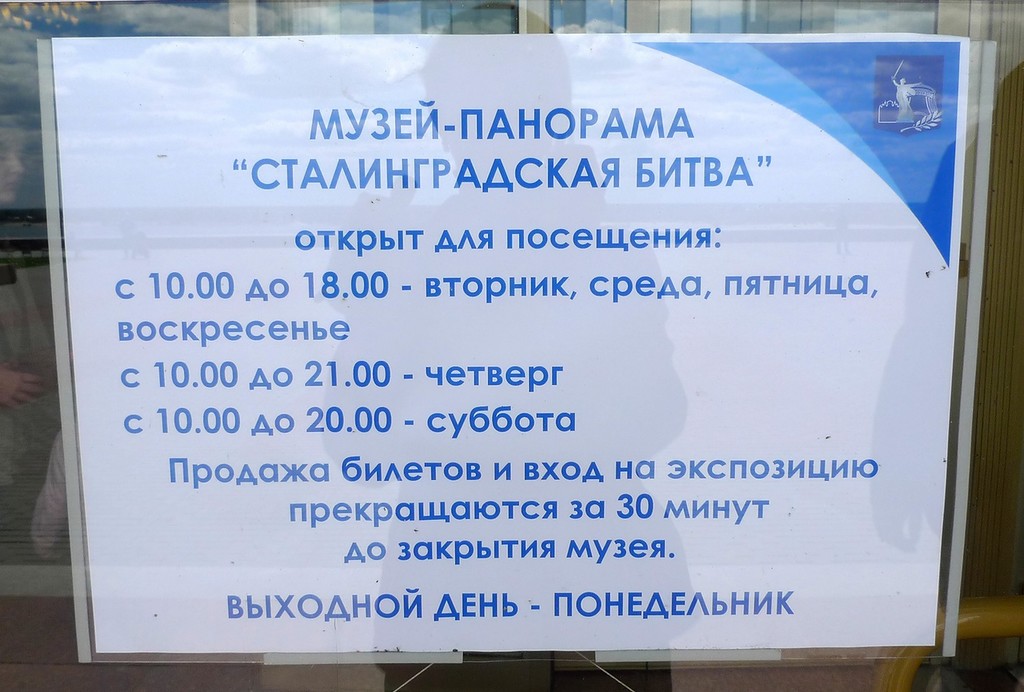 МУЗЕЙ-ПАНОРАМА
“СТАЛИНГРАДСКАЯ БИТВА”
открыт для посещения:
с 10.00 до 18.00 - вторник, среда, пятница,
воскресенье
с 10.00 до 21.00 - четверг
с 10.00 до 20.00 - суббота
Продажа билетов и вход на экспозицию
прекращаются за 30 минут
до закрытия музея.
ВЫХОДНОЙ ДЕНЬ - ПОНЕДЕЛЬНИК